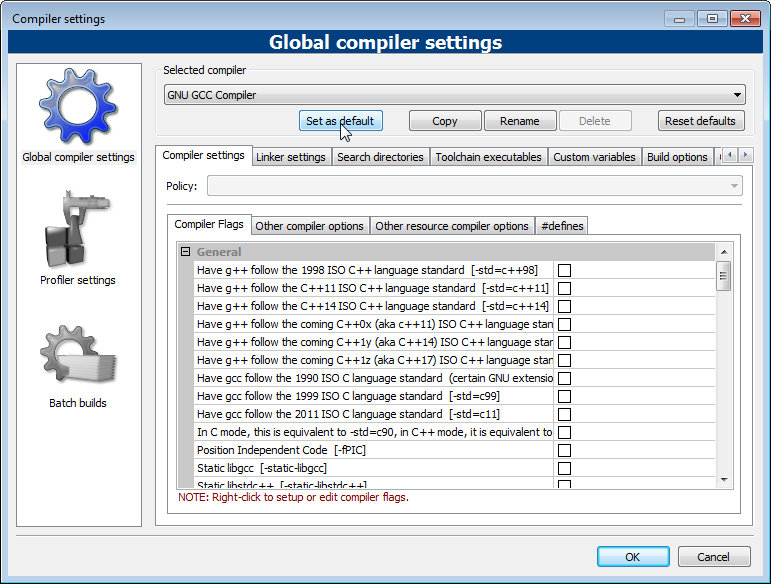 Compiler settings
Global compiler settings
Global compiler settings
Profiler settings
Batch builds
Selected compiler
GNU GCC Compiler
Set as default Copy Rename Delete Reset defaults
Compiler settings Linker settings Search directories Toolchain executables Custom variables Build options
Policy:
Compiler Flags Other compiler options Other resource compiler options #defines
General
Have g++ follow the 1998 ISO C++ language standard [-std=c++98]
Have g++ follow the C++11 ISO C++ language standard [-std=c++11]
Have g++ follow the C++14 ISO C++ language standard [-std=c++14]
Have g++ follow the coming C++0x (aka c++11) ISO C++ language stan
Have g++ follow the coming C++1y (aka C++14) ISO C++ language stan
Have g++ follow the coming C++1z (aka C++17) ISO C++ language stan
Have gcc follow the 1990 ISO C language standard (certain GNU extensio
Have gcc follow the 1999 ISO C language standard [-std=c99]
Have gcc follow the 2011 ISO C language standard [-std=c11]
In C mode, this is equivalent to -std=c90, in C++ mode, it is equivalent to
Position Independent Code [-fPIC]
Static libgcc [-static-libgcc]
Static libstdc++ [-static-libstdc++]
NOTE: Right-click to setup or edit compiler flags.
OK Cancel